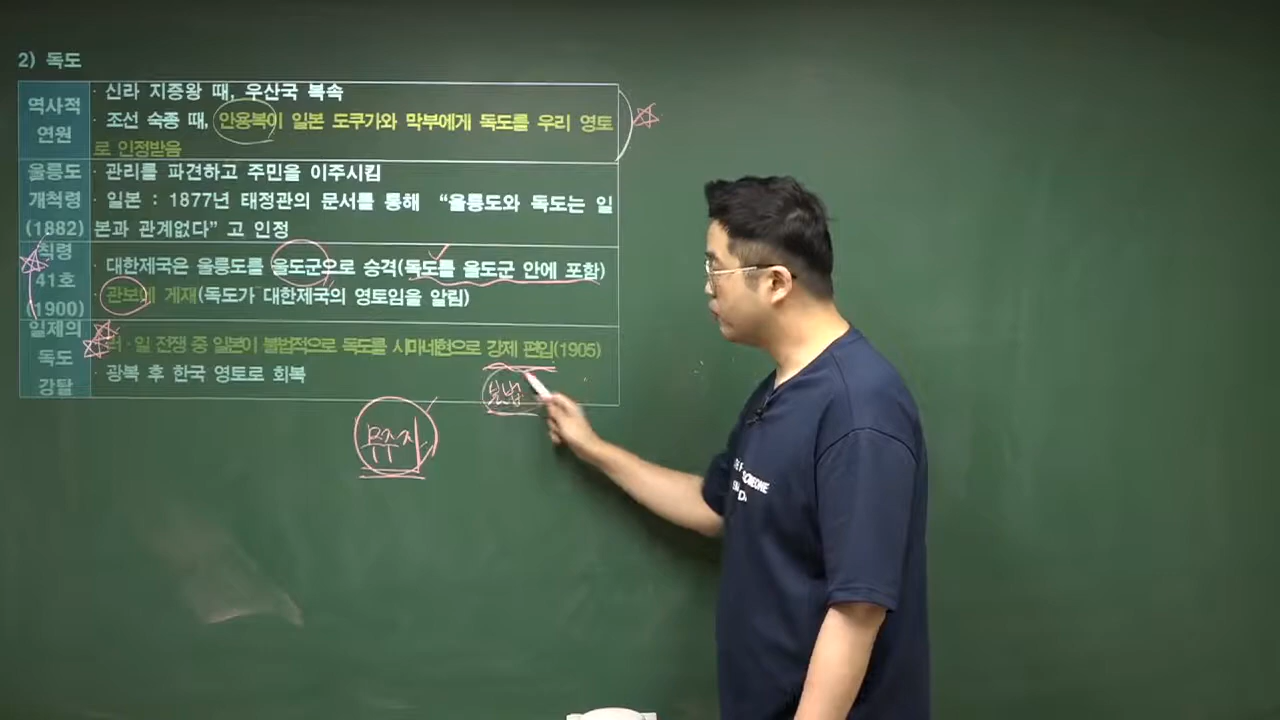 2) 독도
역사적
연원
· 신라 지증왕 때, 우산국 복속
· 조선 숙종 때, 안용복이 일본 도쿠가와 막부에게 독도를 우리 영토
로 인정받음
울릉도
개척령
(1882)
· 관리를 파견하고 주민을 이주시킴
· 일본 : 1877년 태정관의 문서를 통해 “울릉도와 독도는 일
본과 관계없다” 고 인정
칙령
41호
(1900)
· 대한제국은 울릉도를 울도군으로 승격(독도를 울도군 안에 포함)
· 관보에 게재(독도가 대한제국의 영토임을 알림)
일제의
독도
강탈
러·일 전쟁 중 일본이 불법적으로 독도를 시마네현으로 강제 편입(1905)
· 광복 후 한국 영토로 회복
불법
무주지